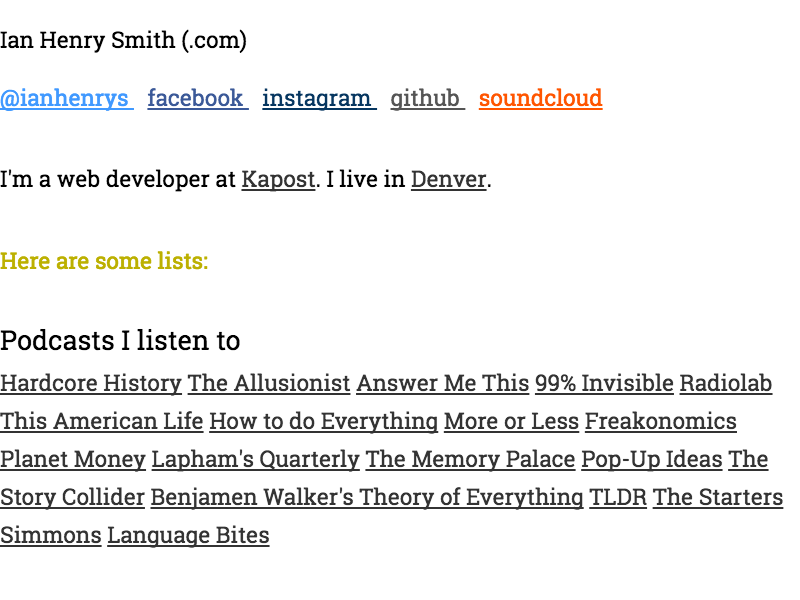 Ian Henry Smith (.com)
@ianhenrys facebook instagram github soundcloud
I'm a web developer at Kapost. I live in Denver.
Here are some lists:
Podcasts I listen to
Hardcore History The Allusionist Answer Me This 99% Invisible Radiolab
This American Life How to do Everything More or Less Freakonomics
Planet Money Lapham's Quarterly The Memory Palace Pop-Up Ideas The
Story Collider Benjamen Walker's Theory of Everything TLDR The Starters
Simmons Language Bites